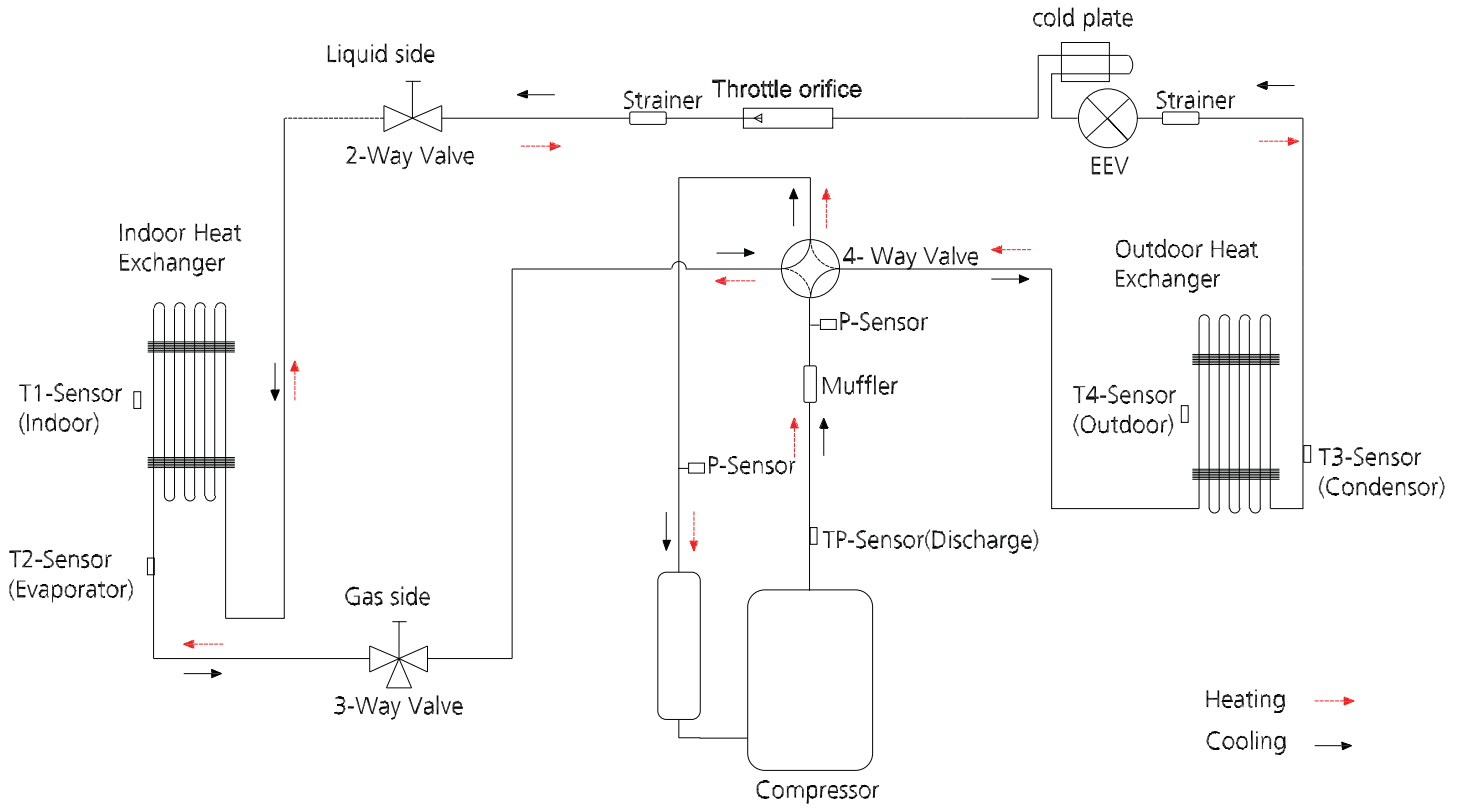 cold plate
Liquid side
Strainer
Throttle orifice
Strainer
2-Way Valve
EEV
Indoor Heat
Exchanger
4- Way Valve
Outdoor Heat
Exchanger
P-Sensor
Muffler
T1-Sensor
(Indoor)
T4-Sensor
(Outdoor)
P-Sensor
T3-Sensor
(Condensor)
TP-Sensor(Discharge)
T2-Sensor
(Evaporator)
Gas side
3-Way Valve
Heating
Cooling
Compressor